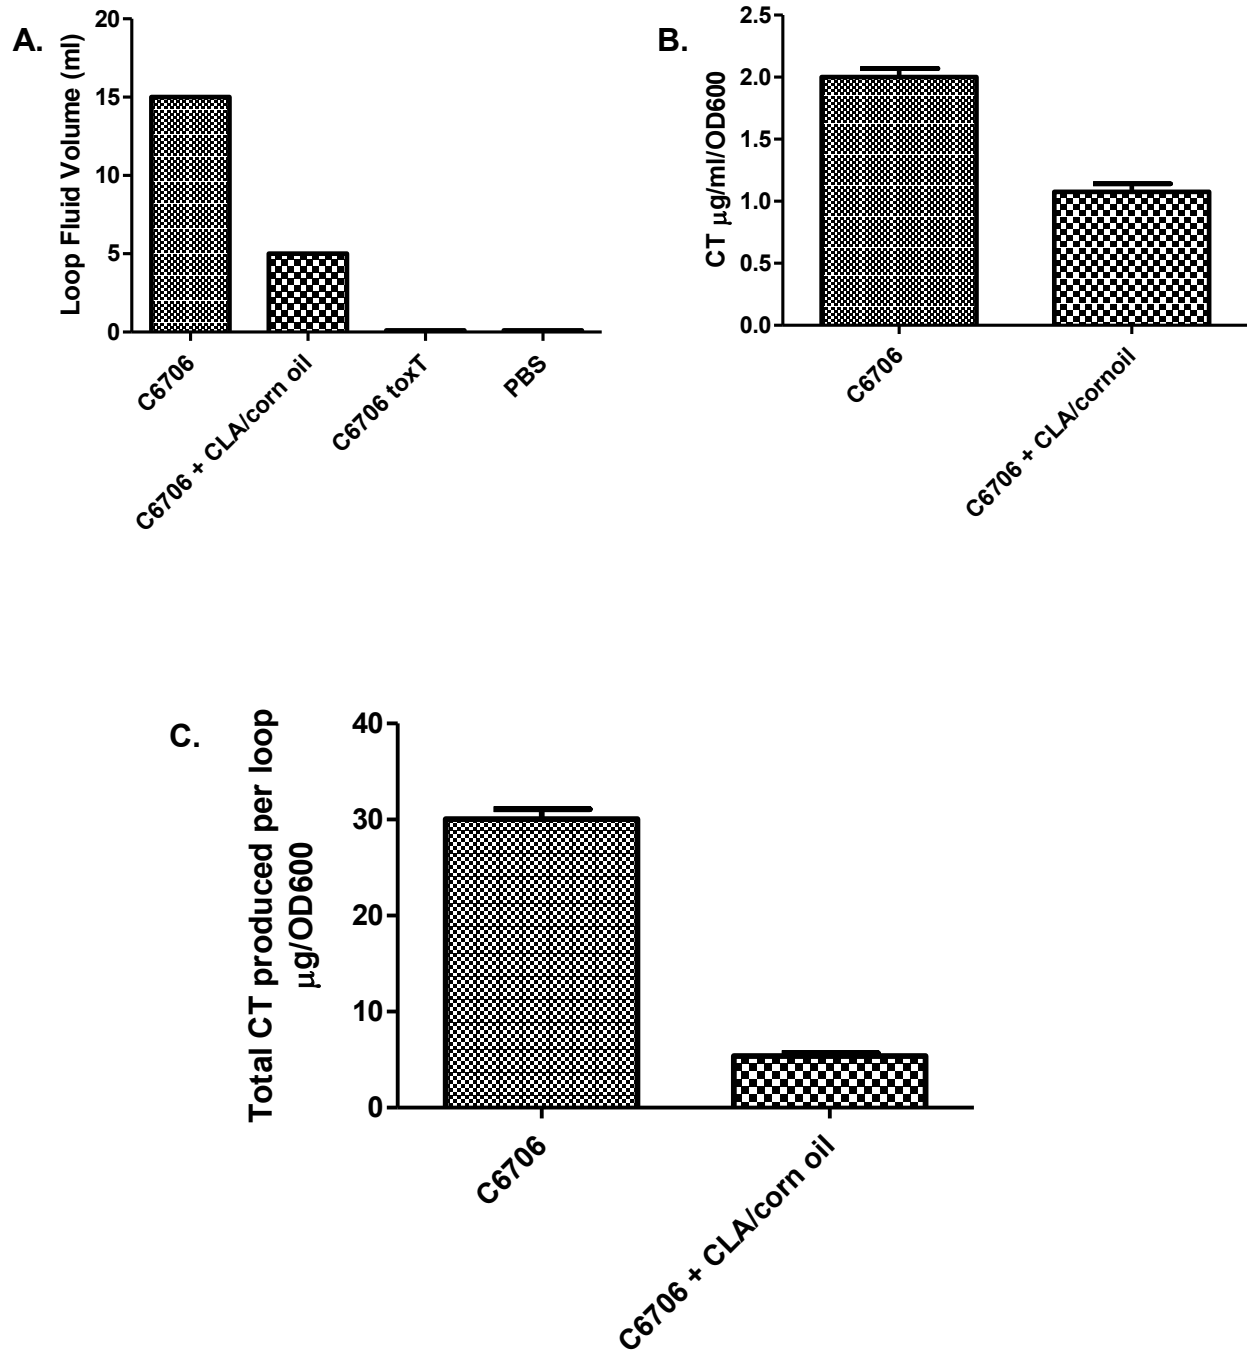 A.
Loop Fluid Volume (ml)
20
15
10
5
0
C6706
C6706 + CLA/corn oil
C6706 toxT
PBS
B.
CT µg/ml/OD600
2.5
2.0
1.5
1.0
0.5
0.0
C6706
C6706 + CLA/cornoil
C.
Total CT produced per loop
µg/OD600
40
30
20
10
0
C6706
C6706 + CLA/corn oil